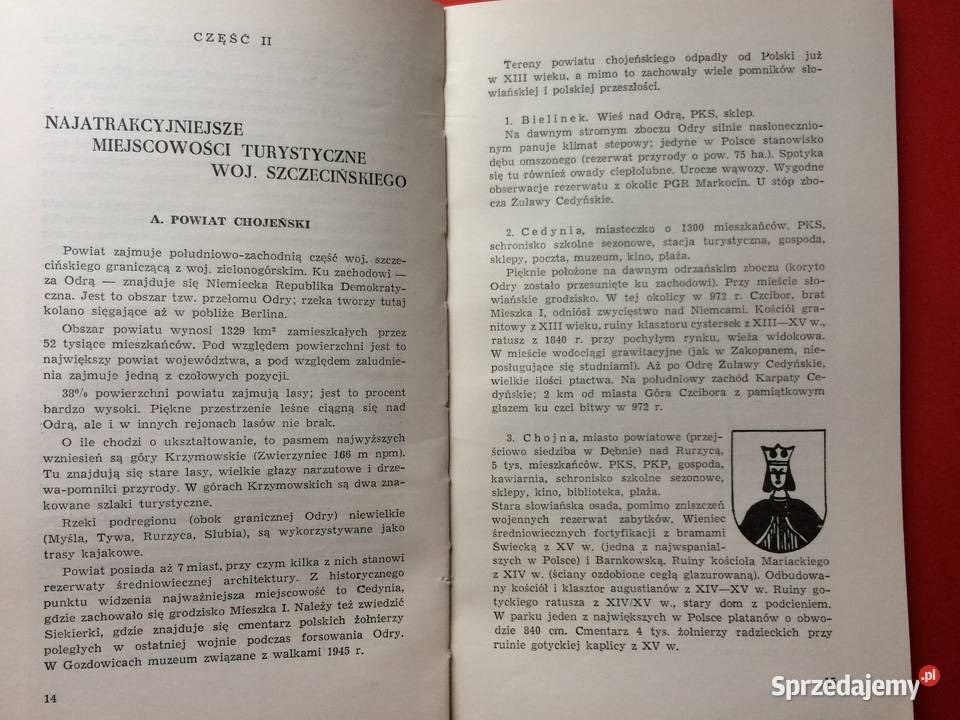 CZĘŚĆ II
NAJATRAKCYJNIEJSZE
MIEJSCOWOŚCI TURYSTYCZNE
WOJ. SZCZECIŃSKIEGO
A. POWIAT CHOJEŃSKI
Powiat zajmuje południowo-zachodnią część woj. szcze-
cińskiego graniczącą z woj. zielonogórskim. Ku zachodowi —
za Odrą — znajduje się Niemiecka Republika Demokraty-
czna. Jest to obszar tzw. przełomu Odry; rzeka tworzy tutaj
kolano sięgające aż w pobliże Berlina.
Obszar powiatu wynosi 1329 km² zamieszkałych przez
52 tysiące mieszkańców. Pod względem powierzchni jest to
największy powiat województwa, a pod względem zaludnie-
nia zajmuje jedną z czołowych pozycji.
38% powierzchni powiatu zajmują lasy; jest to procent
bardzo wysoki. Piękne przestrzenie leśne ciągną się nad
Odrą, ale i w innych rejonach lasów nie brak.
O ile chodzi o ukształtowanie, to pasmem najwyższych
wzniesień są góry Krzymowskie (Zwierzyniec 166 m npm).
Tu znajdują się stare lasy, wielkie głazy narzutowe i drze-
wa-pomniki przyrody. W górach Krzymowskich są dwa zna-
kowane szlaki turystyczne.
Rzeki podregionu (obok granicznej Odry) niewielkie
(Myśla, Tywa, Rurzyca, Słubia), są wykorzystywane jako
trasy kajakowe.
Powiat posiada aż 7 miast, przy czym kilka z nich stanowi
rezerwaty średniowiecznej architektury. Z historycznego
punktu widzenia najważniejsza miejscowość to Cedynia,
gdzie zachowało się grodzisko Mieszka I. Należy też zwiedzić
Siekierki, gdzie znajduje się cmentarz polskich żołnierzy
poległych w ostatniej wojnie podczas forsowania Odry.
W Gozdowicach muzeum związane z walkami 1945 r.
14
Tereny powiatu chojeńskiego odpadły od Polski już
w XIII wieku, a mimo to zachowały wiele pomników sło-
wiańskiej i polskiej przeszłości.
1. Bielinek. Wieś nad Odrą, PKS, sklep.
Na dawnym stromym zboczu Odry silnie nasłonecznio-
nym panuje klimat stepowy; jedyne w Polsce stanowisko
dębu omszonego (rezerwat przyrody o pow. 75 ha.). Spotyka
się tu również owady ciepłolubne. Urocze wąwozy. Wygodne
obserwacje rezerwatu z okolic PGR Markocin. U stóp zbo-
cza Żuławy Cedyńskie.
2. Cedynia, miasteczko o 1300 mieszkańców. PKS,
schronisko szkolne sezonowe, stacja turystyczna, gospoda,
sklepy, poczta, muzeum, kino, plaża.
Pięknie położone na dawnym odrzańskim zboczu (koryto
Odry zostało przesunięte ku zachodowi). Przy mieście sło-
wiańskie grodzisko. W tej okolicy w 972 r. Czcibor, brat
Mieszka I, odniósł zwycięstwo nad Niemcami. Kościół gra-
nitowy z XIII wieku, ruiny klasztoru cystersek z XIII—XV w.,
ratusz z 1840 r. przy pochyłym rynku, wieża widokowa.
W mieście wodociągi grawitacyjne (jak w Zakopanem, nie-
posługujące się studniami). Aż po Odrę Żuławy Cedyńskie,
wielkie ilości ptactwa. Na południowy zachód Karpaty Ce-
dyńskie; 2 km od miasta Góra Czcibora z pamiątkowym
głazem ku czci bitwy w 972 r.
3. Chojna, miasto powiatowe (przej-
ściowo siedziba w Dębnie) nad Rurzycą,
5 tys. mieszkańców. PKS, PKP, gospoda,
kawiarnia, schronisko szkolne sezonowe,
sklepy, kino, biblioteka, plaża.
Stara słowiańska osada, pomimo zniszczeń
wojennych rezerwat zabytków, Wieniec
średniowiecznych fortyfikacji z bramami
Świecką z XV w. (jedna z najwspanial-
szych w Polsce) i Barnkowską. Ruiny kościoła Mariackiego
z XIV w. (ściany ozdobione cegłą glazurowaną). Odbudowa-
ny kościół i klasztor augustianów z XIV—XV w. Ruiny go-
tyckiego ratusza z XIV/XV w., stary dom z podcieniem.
W parku jeden z największych w Polsce platanów o obwo-
dzie 840 cm. Cmentarz 4 tys. żołnierzy radzieckich przy
ruinie gotyckiej kaplicy z XV w.
Sprzedajemy.pl